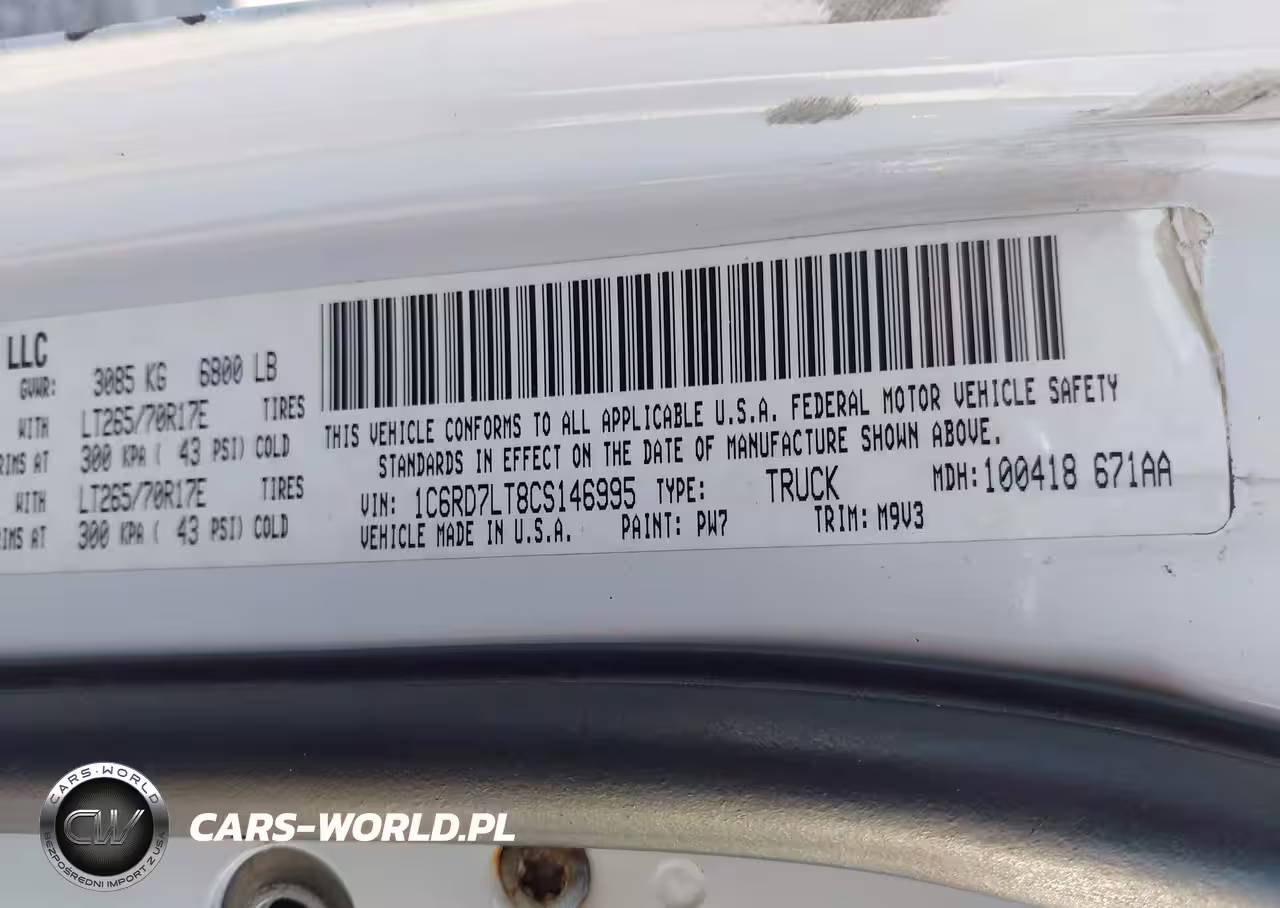 LLC
GVWR: 3085 KG 6800 LB
WITH LT265/70R17E TIRES
RIMS AT 300 KPA ( 43 PSI) COLD
WITH LT265/70R17E TIRES
RIMS AT 300 KPA ( 43 PSI) COLD
THIS VEHICLE CONFORMS TO ALL APPLICABLE U.S.A. FEDERAL MOTOR VEHICLE SAFETY
STANDARDS IN EFFECT ON THE DATE OF MANUFACTURE SHOWN ABOVE.
VIN: 1C6RD7LT8CS146995 TYPE: TRUCK MDH:100418 671AA
VEHICLE MADE IN U.S.A. PAINT: PW7 TRIM: M9V3
CARS-WORLD
CW
BEZPOŚREDNI IMPORT Z USA
CARS-WORLD.PL